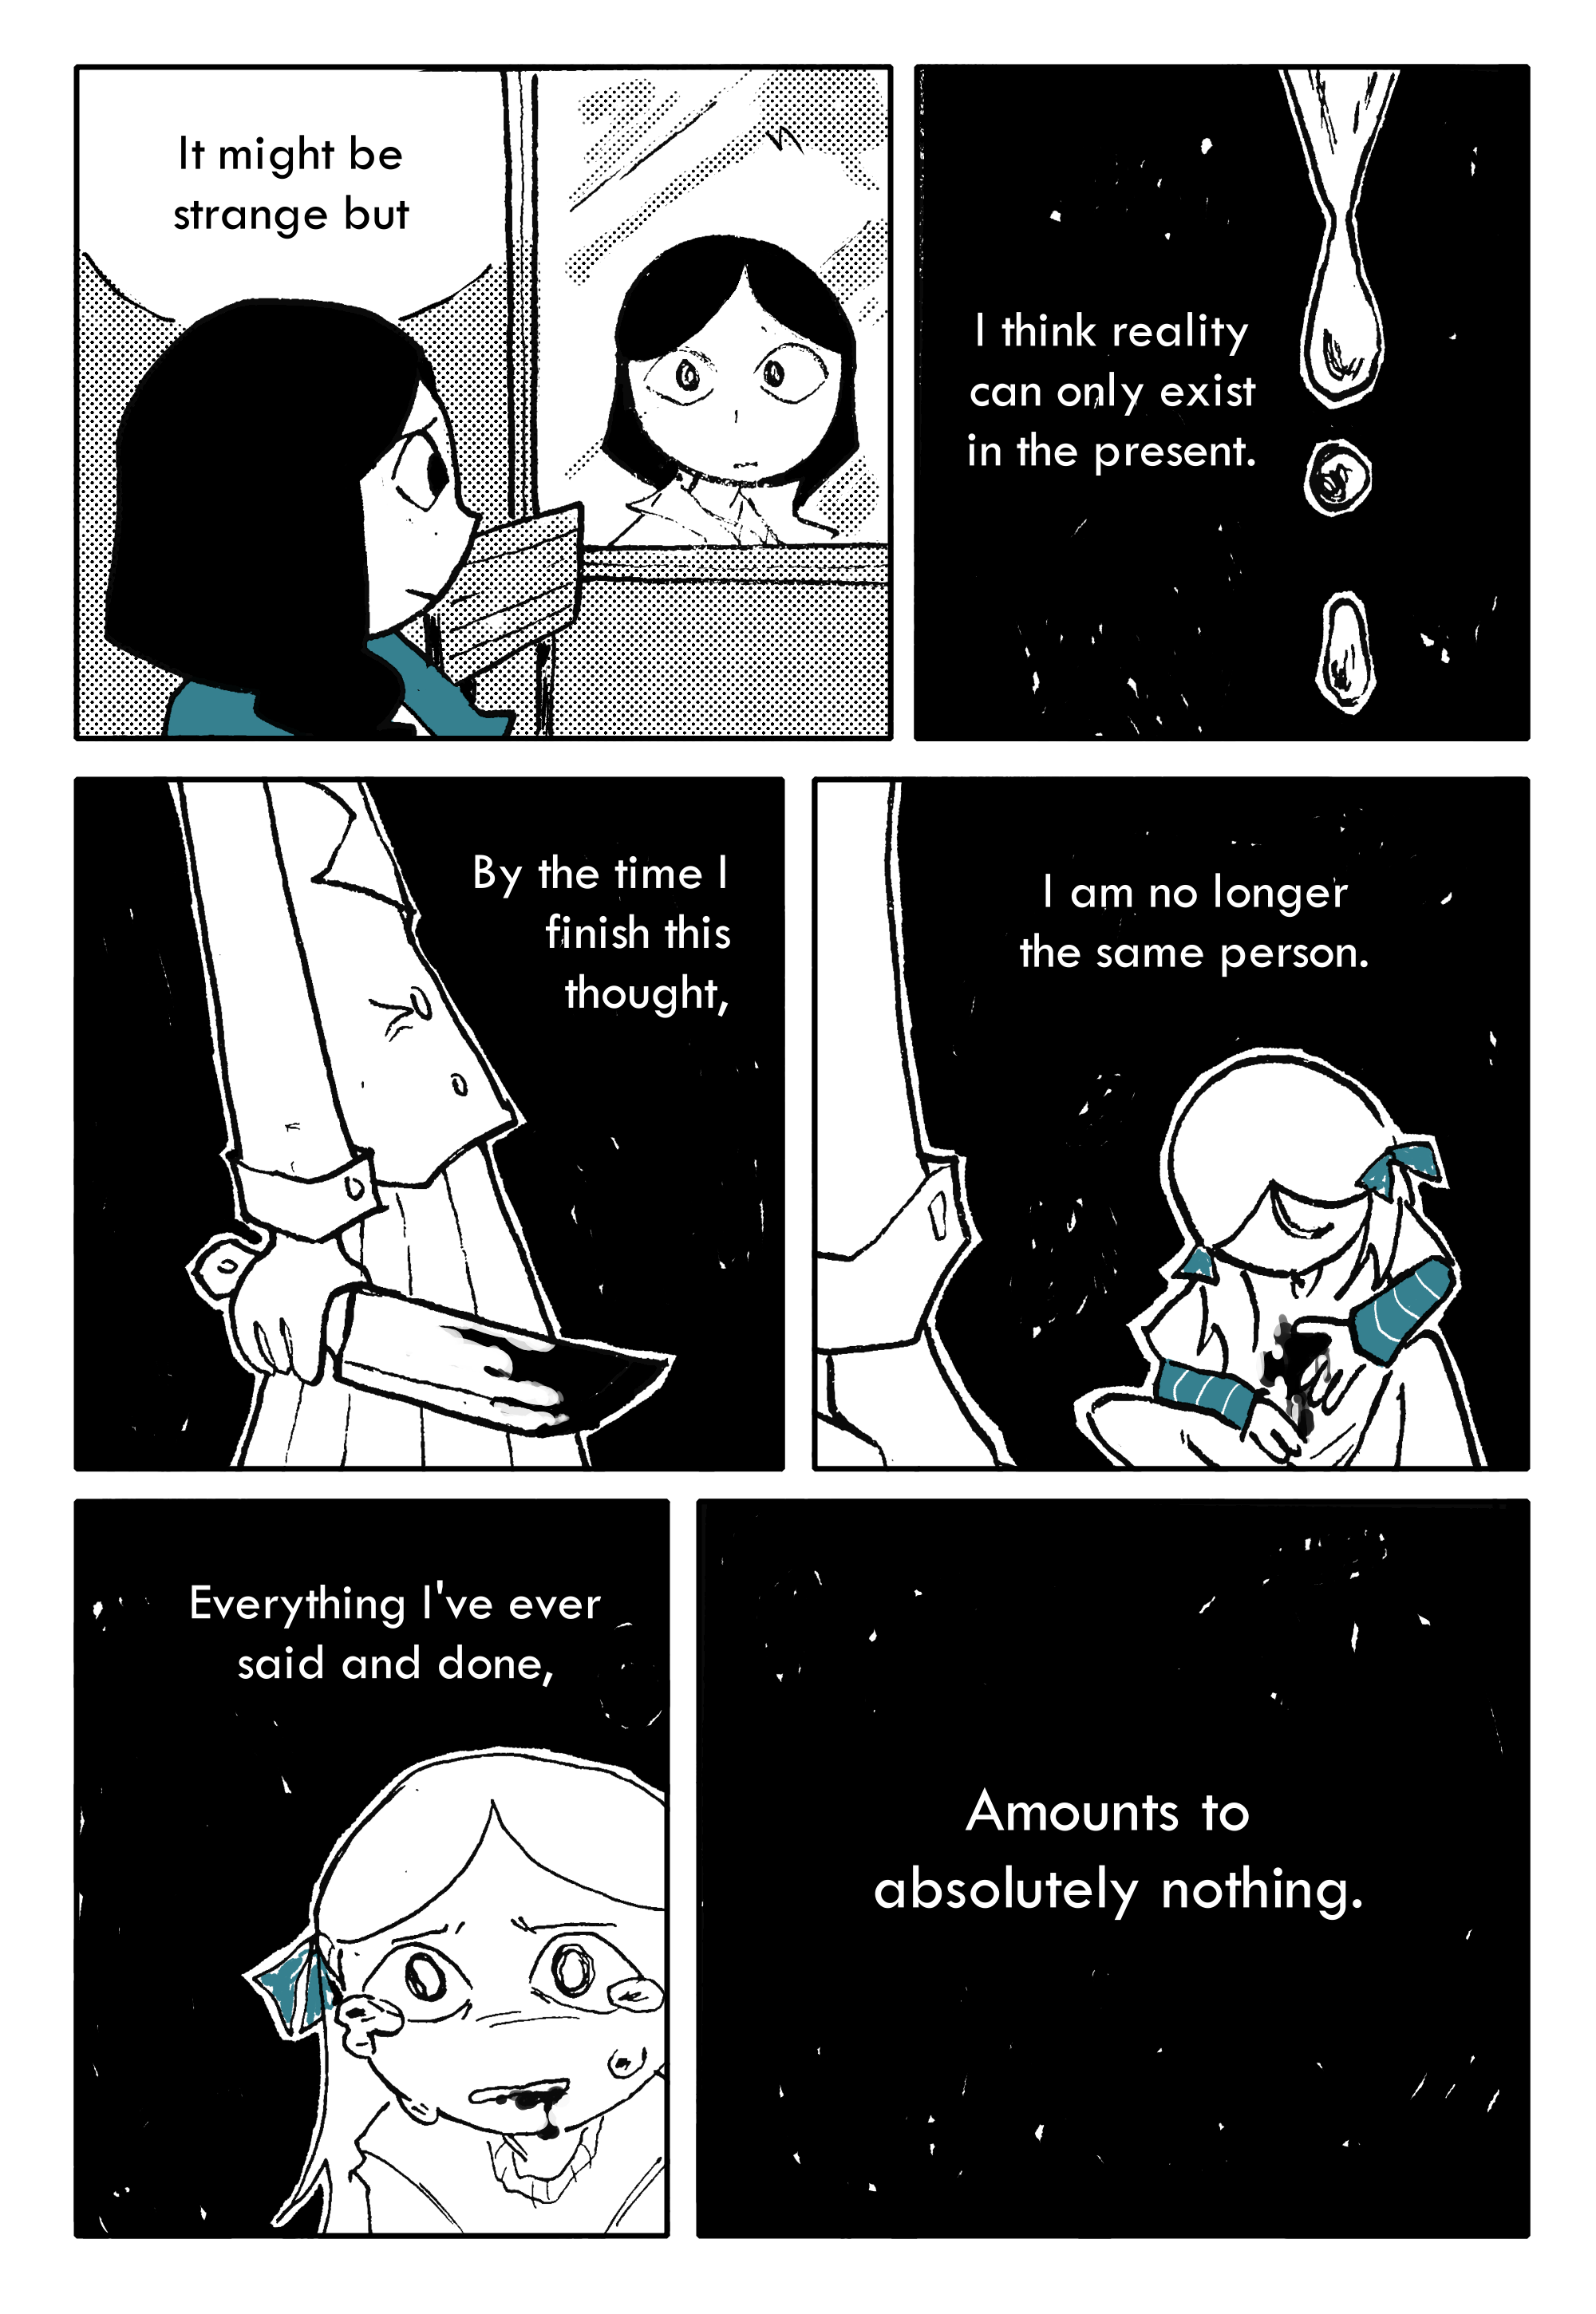 It might be
strange but
I think reality
can only exist
in the present.
By the time I
finish this
thought,
I am no longer
the same person.
Everything I've ever
said and done,
Amounts to
absolutely nothing.